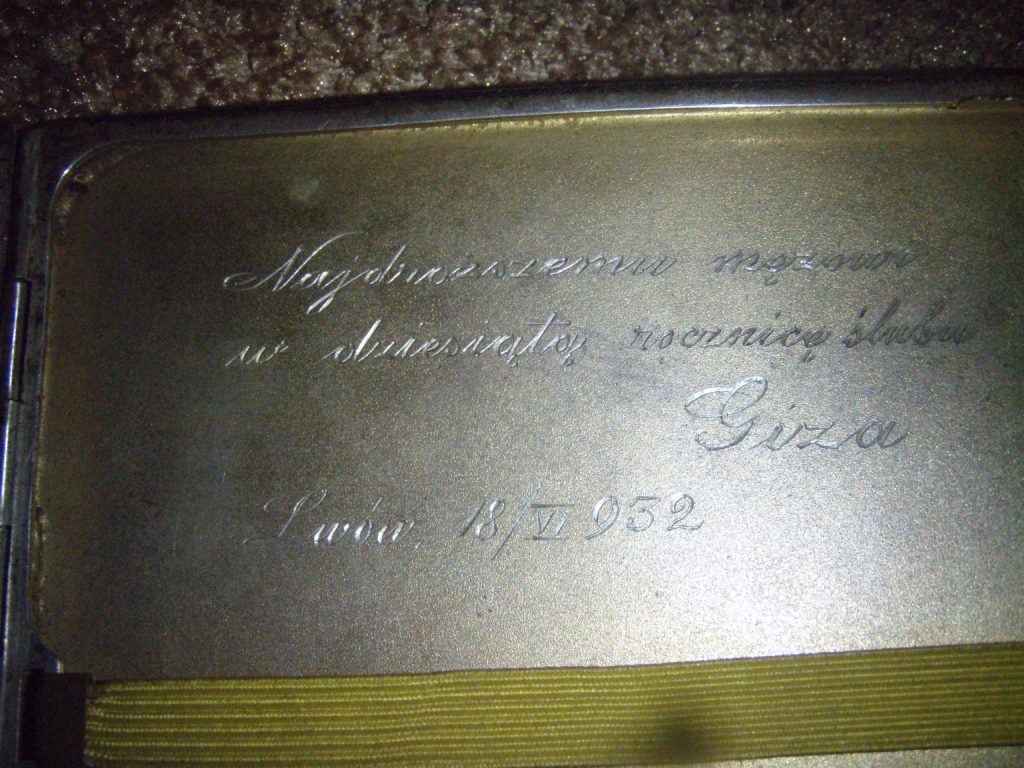 Najdroższemu mężowi
w dziesiątą rocznicę ślubu
Giza
Lwów, 18/VI 932